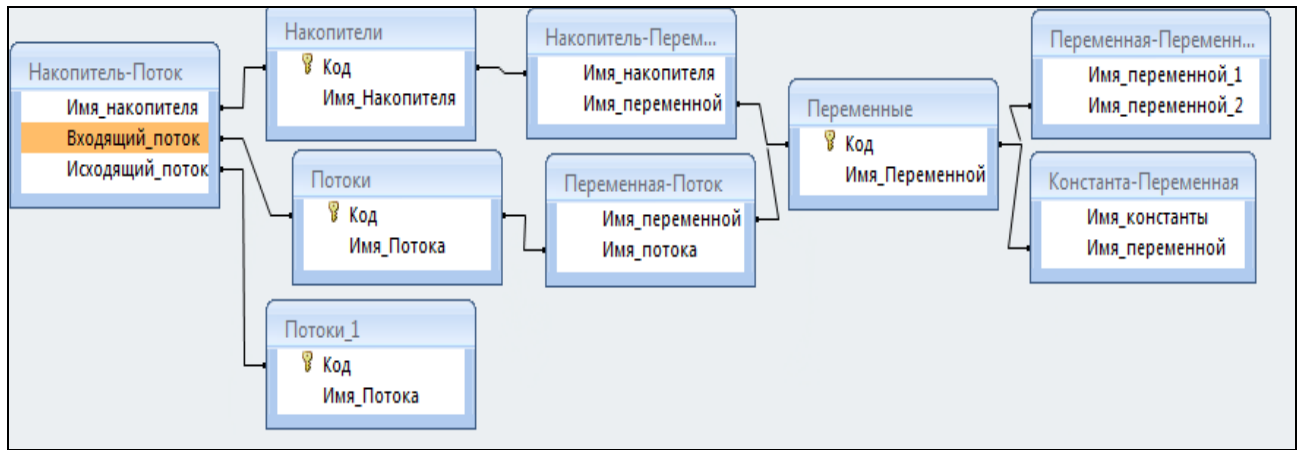 Накопитель-Поток
Имя_накопителя
Входящий_поток
Исходящий_поток
Накопители
Код
Имя_Накопителя
Потоки
Код
Имя_Потока
Потоки_1
Код
Имя_Потока
Накопитель-Перем...
Имя_накопителя
Имя_переменной
Переменная-Поток
Имя_переменной
Имя_потока
Переменные
Код
Имя_Переменной
Переменная-Переменн...
Имя_переменной_1
Имя_переменной_2
Константа-Переменная
Имя_константы
Имя_переменной